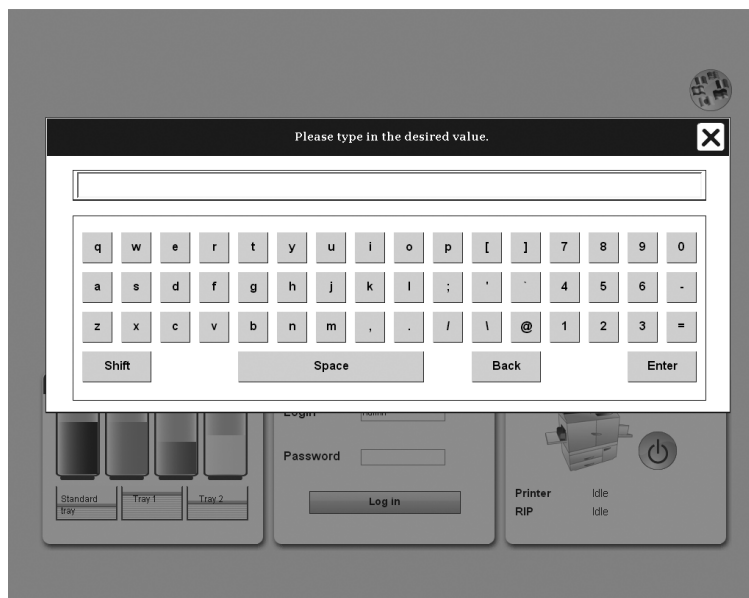 Please type in the desired value.
q w e r t y u i o p [ ] 7 8 9 0
a s d f g h j k l ; ' ` 4 5 6 -
z x c v b n m , . / \ @ 1 2 3 =
Shift Space Back Enter
Login
Password
Log in
Standard tray
Tray 1
Tray 2
Printer Idle
RIP Idle